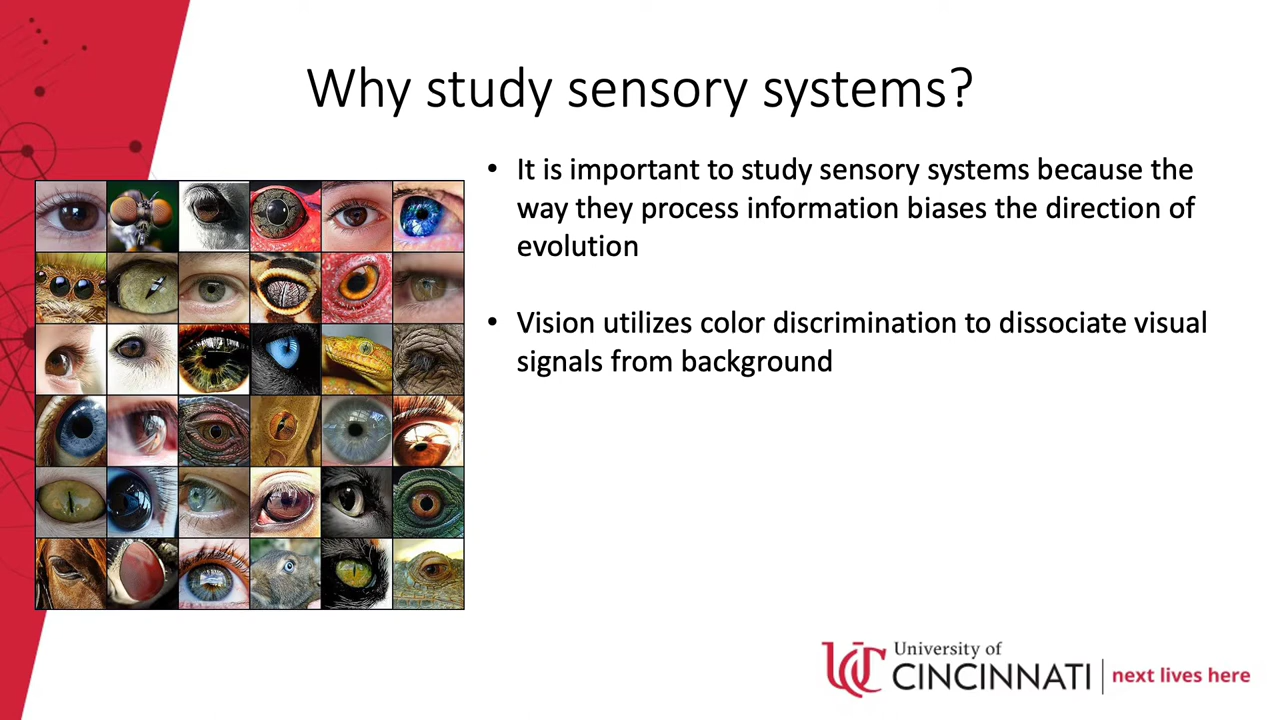 Why study sensory systems?
• It is important to study sensory systems because the
way they process information biases the direction of
evolution
• Vision utilizes color discrimination to dissociate visual
signals from background
UC University of
CINCINNATI | next lives here